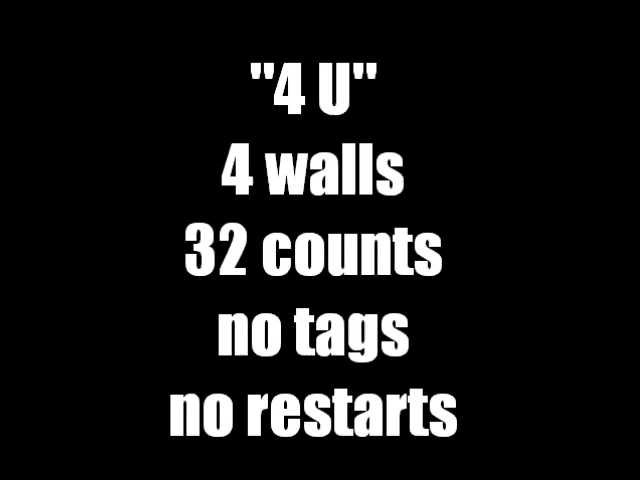 "4 U"
4 walls
32 counts
no tags
no restarts